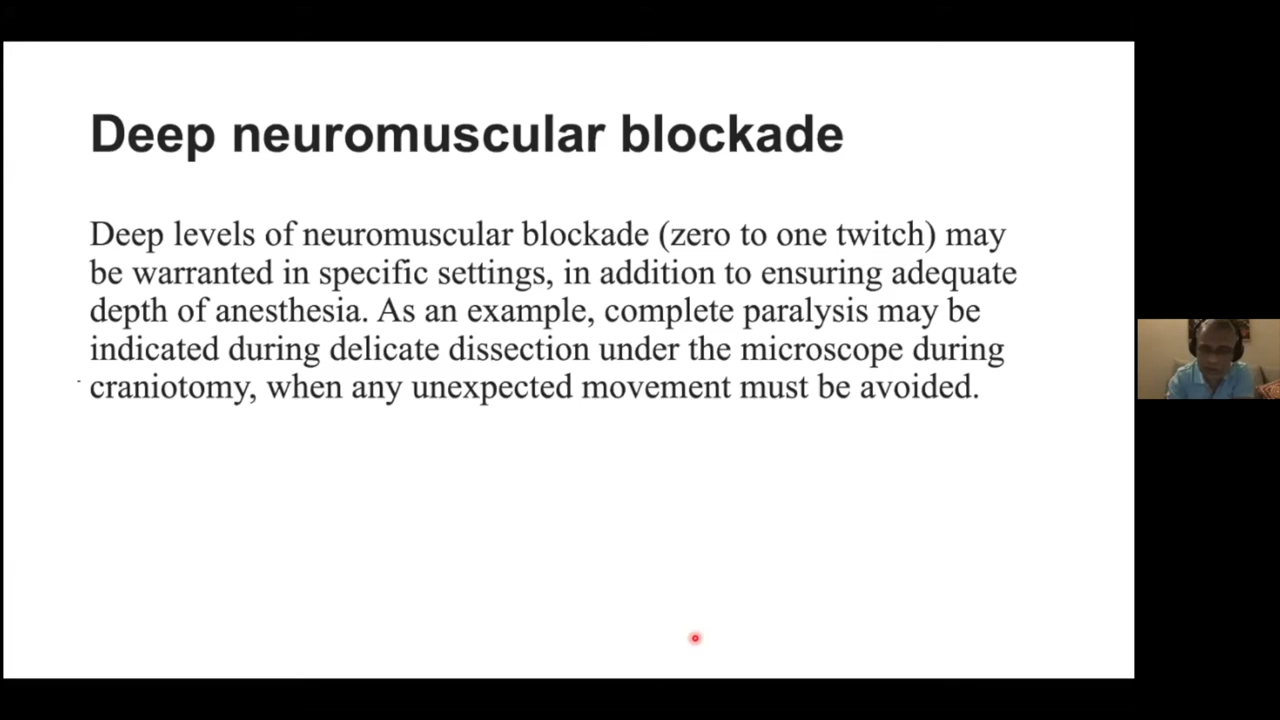 Deep neuromuscular blockade
Deep levels of neuromuscular blockade (zero to one twitch) may
be warranted in specific settings, in addition to ensuring adequate
depth of anesthesia. As an example, complete paralysis may be
indicated during delicate dissection under the microscope during
craniotomy, when any unexpected movement must be avoided.